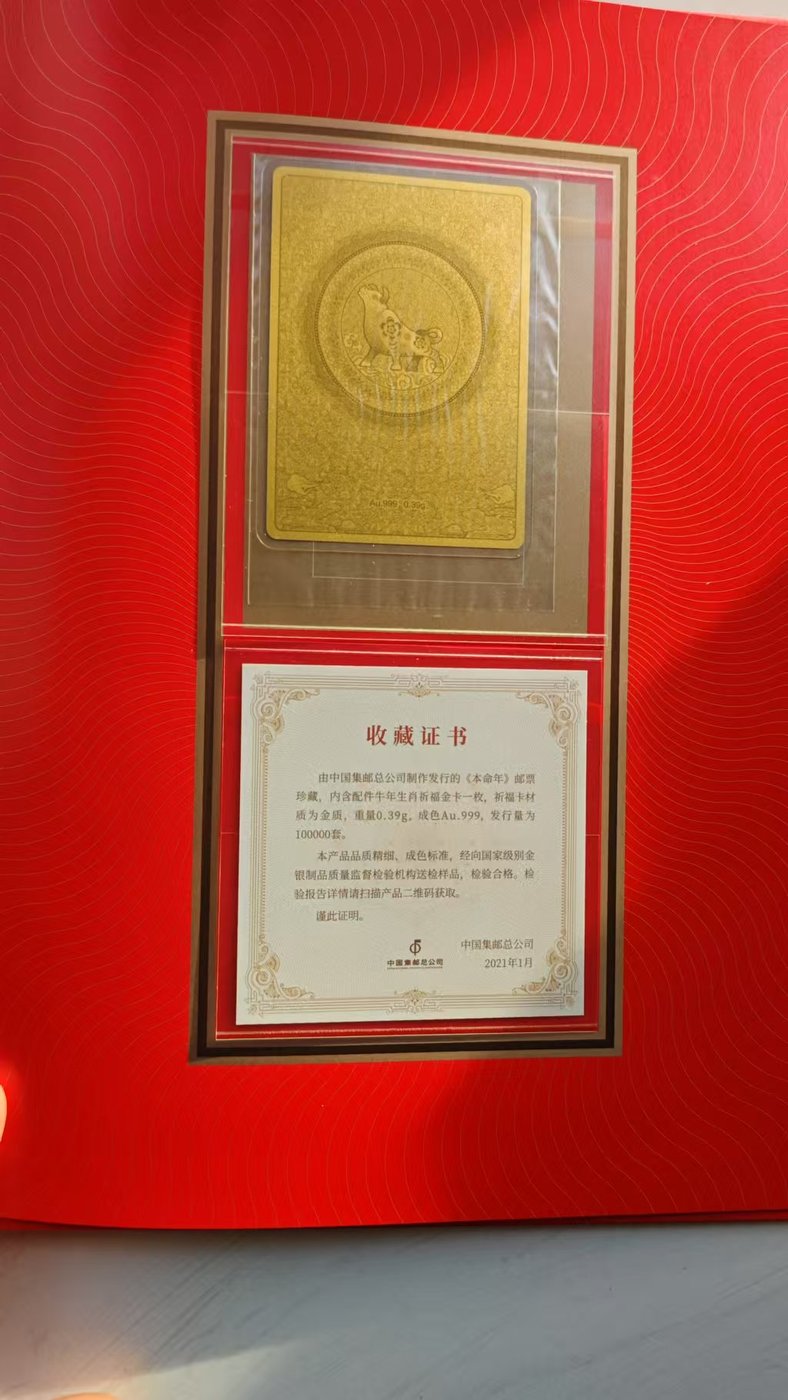 Au.999 0.39g
收藏证书
由中国集邮总公司制作发行的《本命年》邮票
珍藏，内含配件牛年生肖祈福金卡一枚，祈福卡材
质为金质，重量0.39g，成色Au.999，发行量为
100000套。
本产品品质精细、成色标准，经向国家级别金
银制品质量监督检验机构送检样品，检验合格。检
验报告详情请扫描产品二维码获取。
谨此证明。
中国集邮总公司
中国集邮总公司
2021年1月